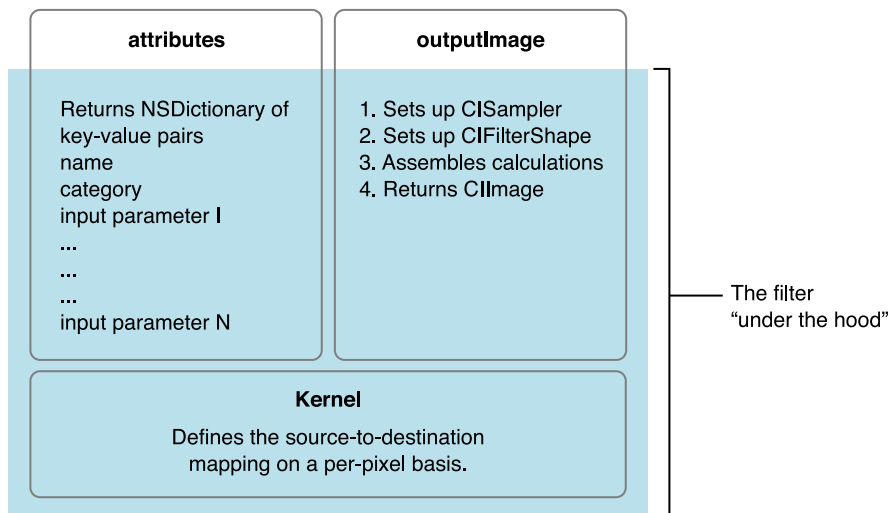 attributes
Returns NSDictionary of
key-value pairs
name
category
input parameter I
...
...
...
input parameter N
outputImage
1. Sets up CISampler
2. Sets up CIFilterShape
3. Assembles calculations
4. Returns CIImage
Kernel
Defines the source-to-destination
mapping on a per-pixel basis.
The filter
“under the hood”